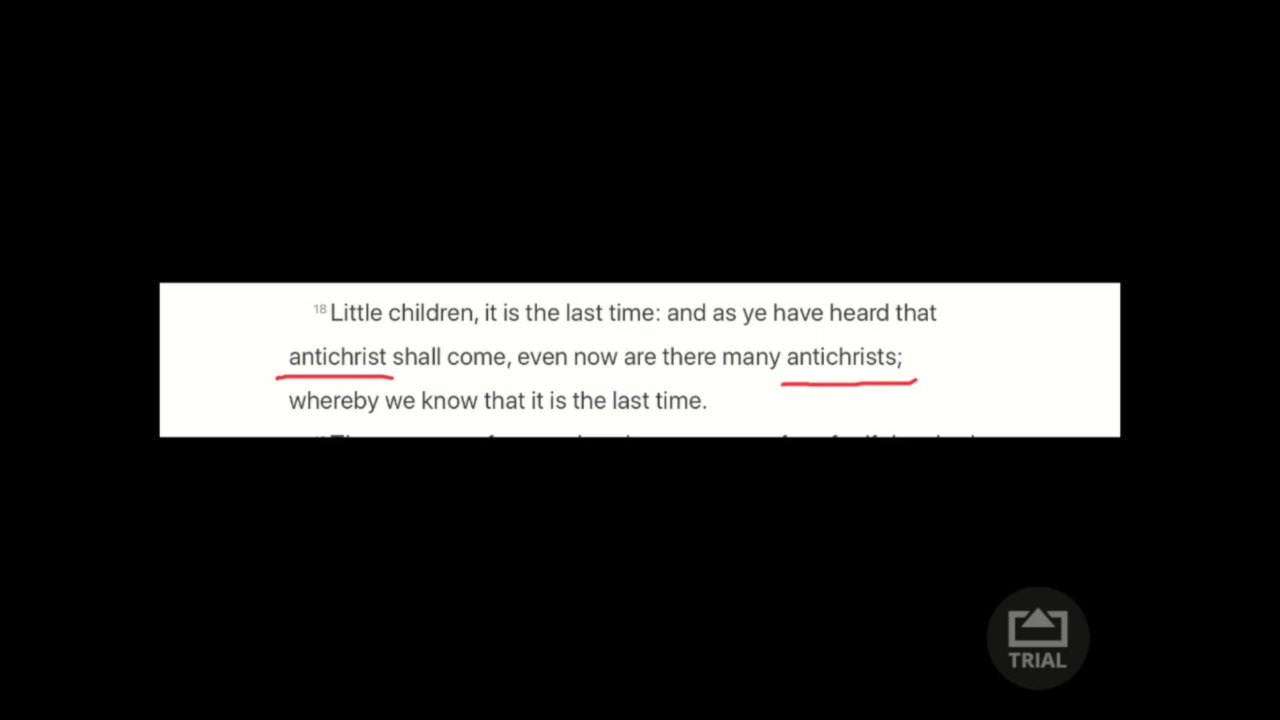 18 Little children, it is the last time: and as ye have heard that
antichrist shall come, even now are there many antichrists;
whereby we know that it is the last time.
TRIAL